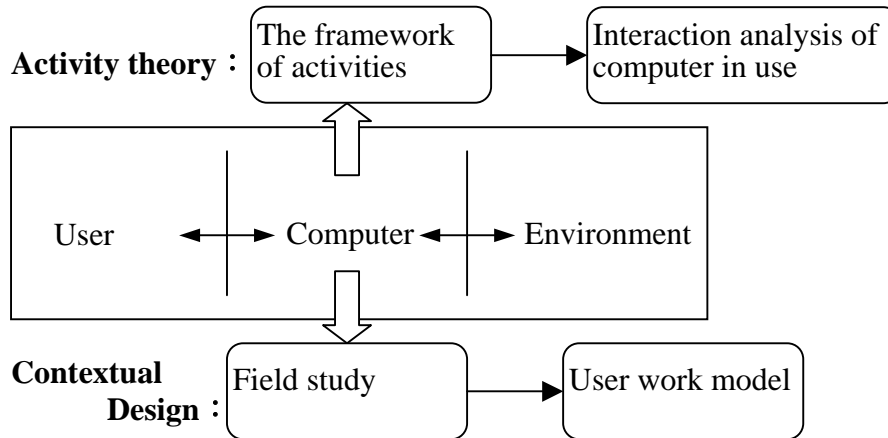 Activity theory：
The framework
of activities
Interaction analysis of
computer in use
User
Computer
Environment
Contextual
Design：
Field study
User work model